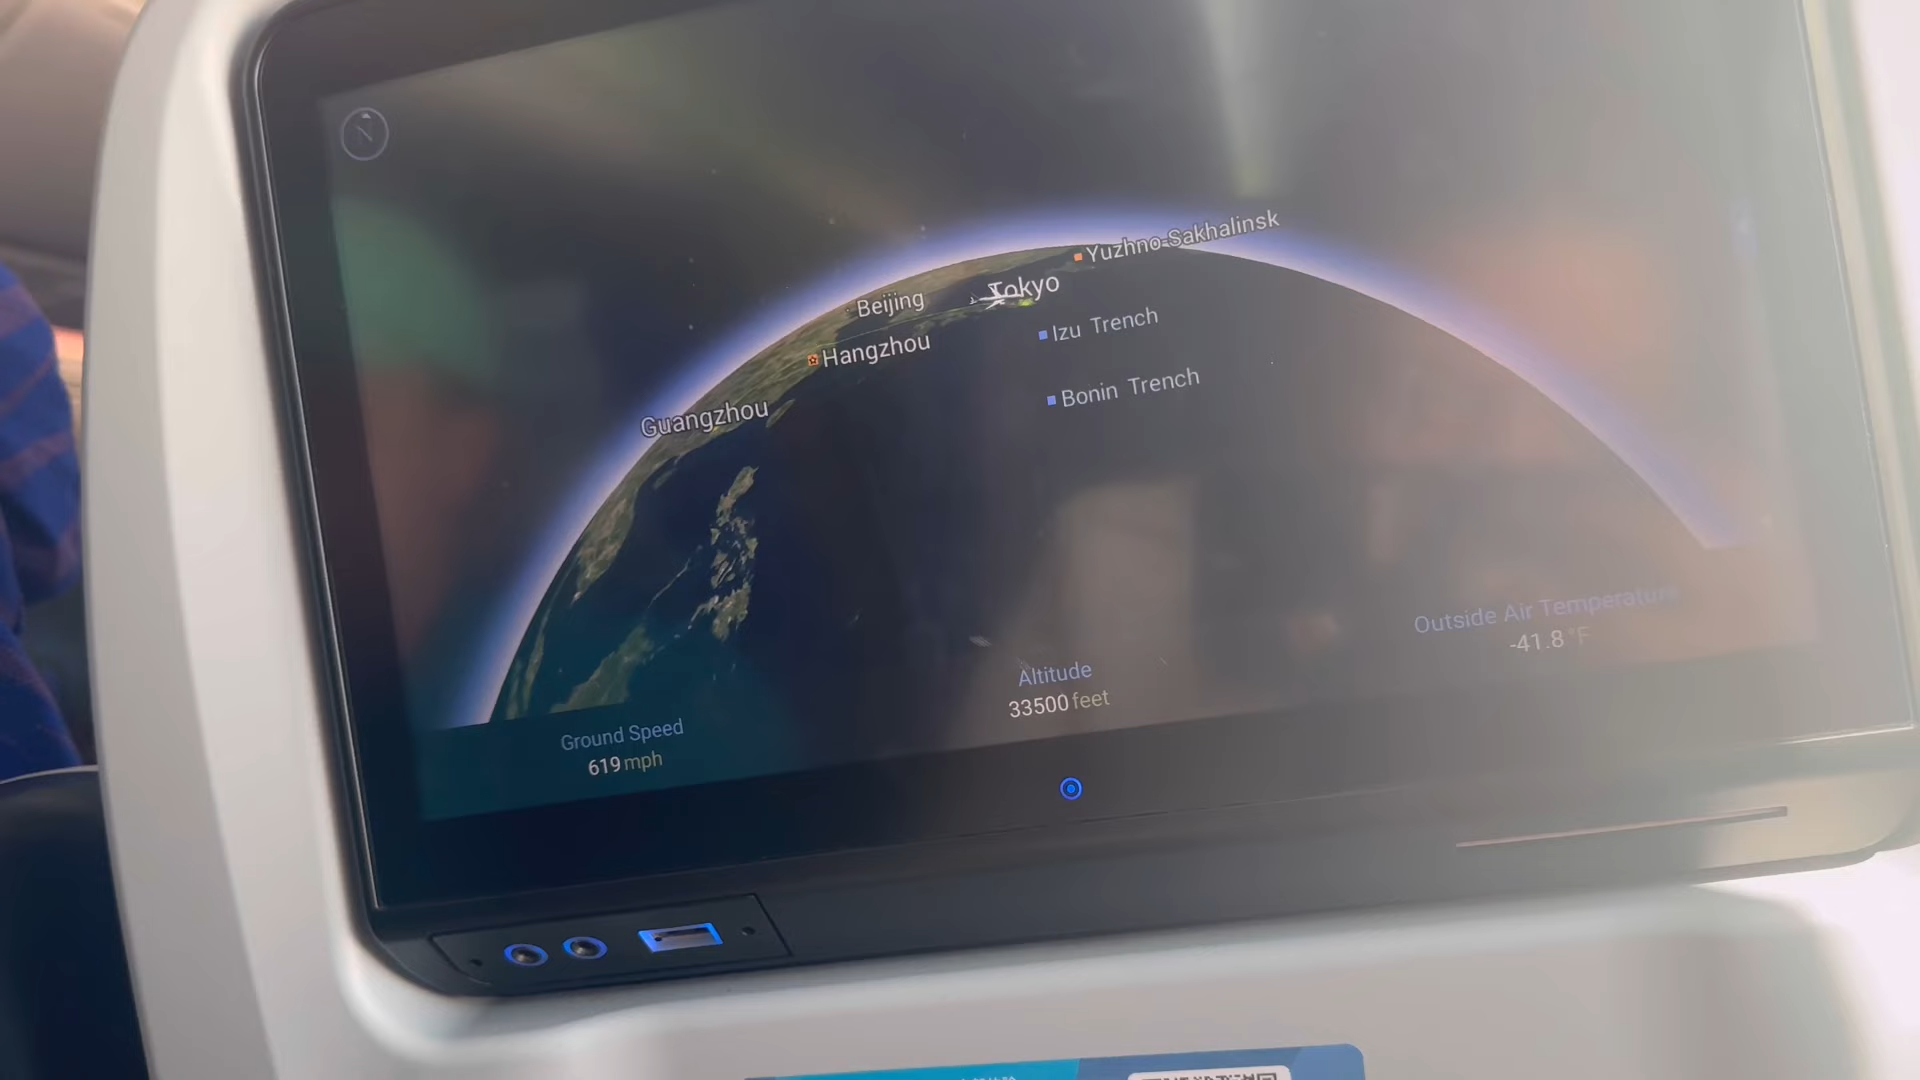 N
Yuzhno-Sakhalinsk
Tokyo
Beijing
Izu Trench
Hangzhou
Bonin Trench
Guangzhou
Outside Air Temperature
-41.8 °F
Altitude
33500 feet
Ground Speed
619 mph